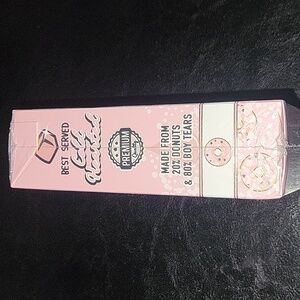 BEST SERVED
PREMIUM
MADE FROM
20% DONUTS
& 80% BOY TEARS